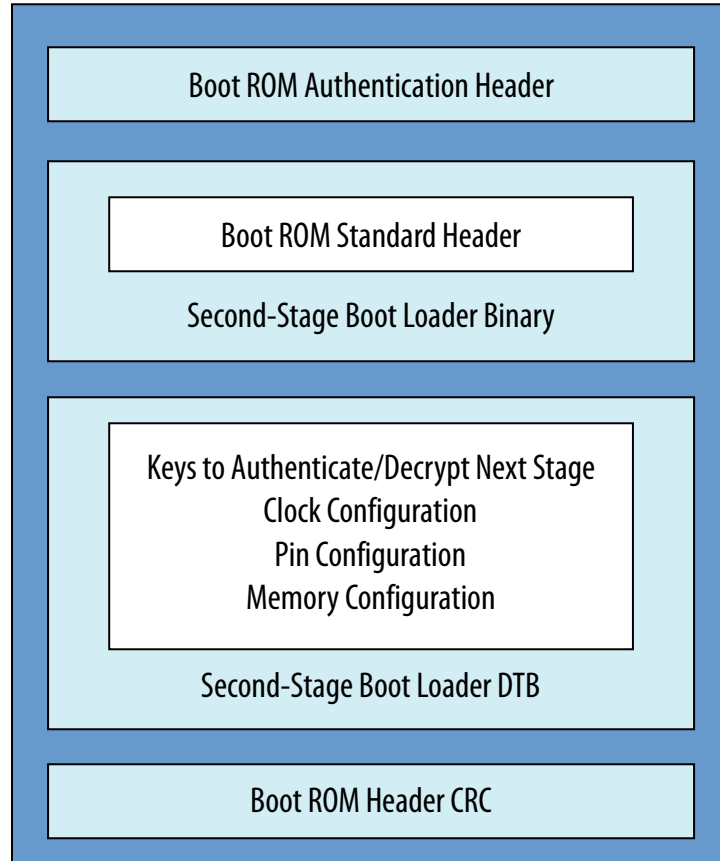 Boot ROM Authentication Header
Boot ROM Standard Header
Second-Stage Boot Loader Binary
Keys to Authenticate/Decrypt Next Stage
Clock Configuration
Pin Configuration
Memory Configuration
Second-Stage Boot Loader DTB
Boot ROM Header CRC